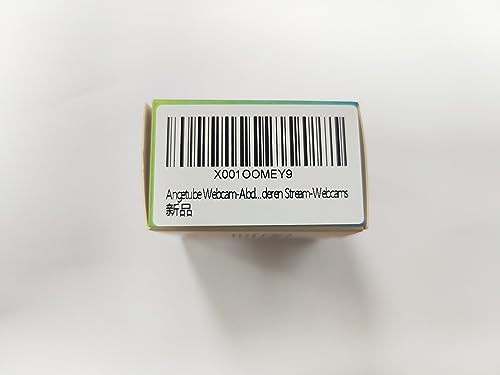 X001OOMEY9
Angetube Webcam-Abd...deren Stream-Webcams
新品